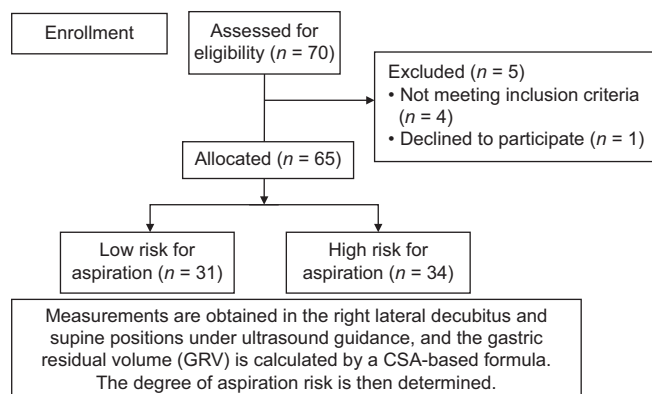 Enrollment
Assessed for
eligibility (n = 70)
Excluded (n = 5)
• Not meeting inclusion criteria
(n = 4)
• Declined to participate (n = 1)
Allocated (n = 65)
Low risk for
aspiration (n = 31)
High risk for
aspiration (n = 34)
Measurements are obtained in the right lateral decubitus and
supine positions under ultrasound guidance, and the gastric
residual volume (GRV) is calculated by a CSA-based formula.
The degree of aspiration risk is then determined.